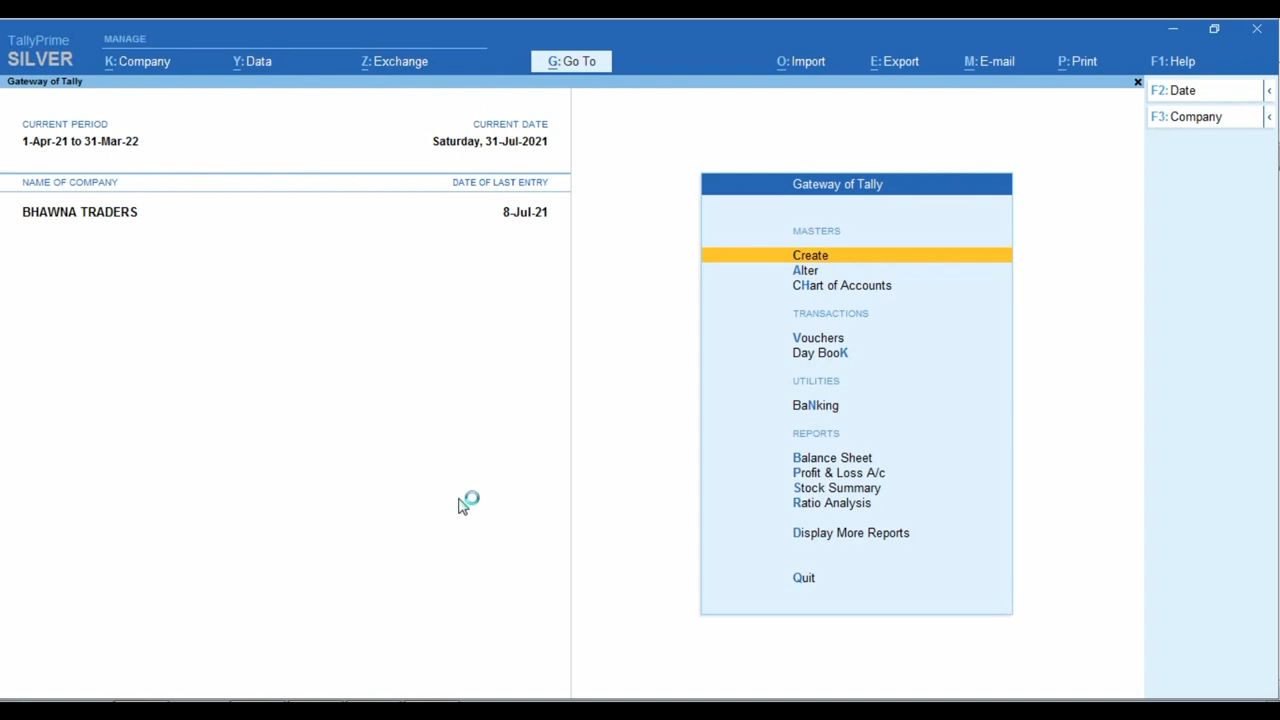 TallyPrime
SILVER
MANAGE
K: Company
Y: Data
Z: Exchange
G: Go To
O: Import
E: Export
M: E-mail
P: Print
F1: Help
Gateway of Tally
F2: Date
F3: Company
CURRENT PERIOD
CURRENT DATE
1-Apr-21 to 31-Mar-22
Saturday, 31-Jul-2021
NAME OF COMPANY
DATE OF LAST ENTRY
BHAWNA TRADERS
8-Jul-21
Gateway of Tally
MASTERS
Create
Alter
CHart of Accounts
TRANSACTIONS
Vouchers
Day BooK
UTILITIES
BaNking
REPORTS
Balance Sheet
Profit & Loss A/c
Stock Summary
Ratio Analysis
Display More Reports
Quit